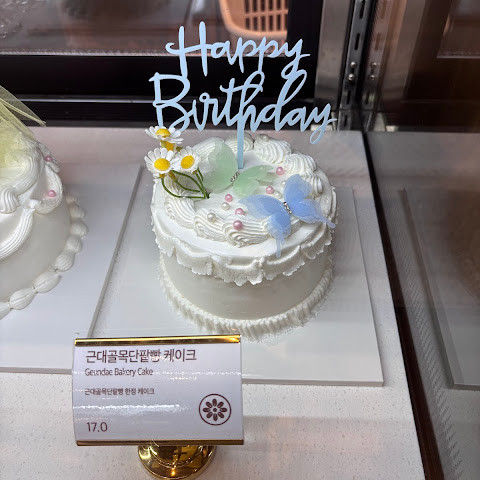 Happy
Birthday
근대골목단팥빵 케이크
Geundae Bakery Cake
근대골목단팥빵 한정 케이크
17.0